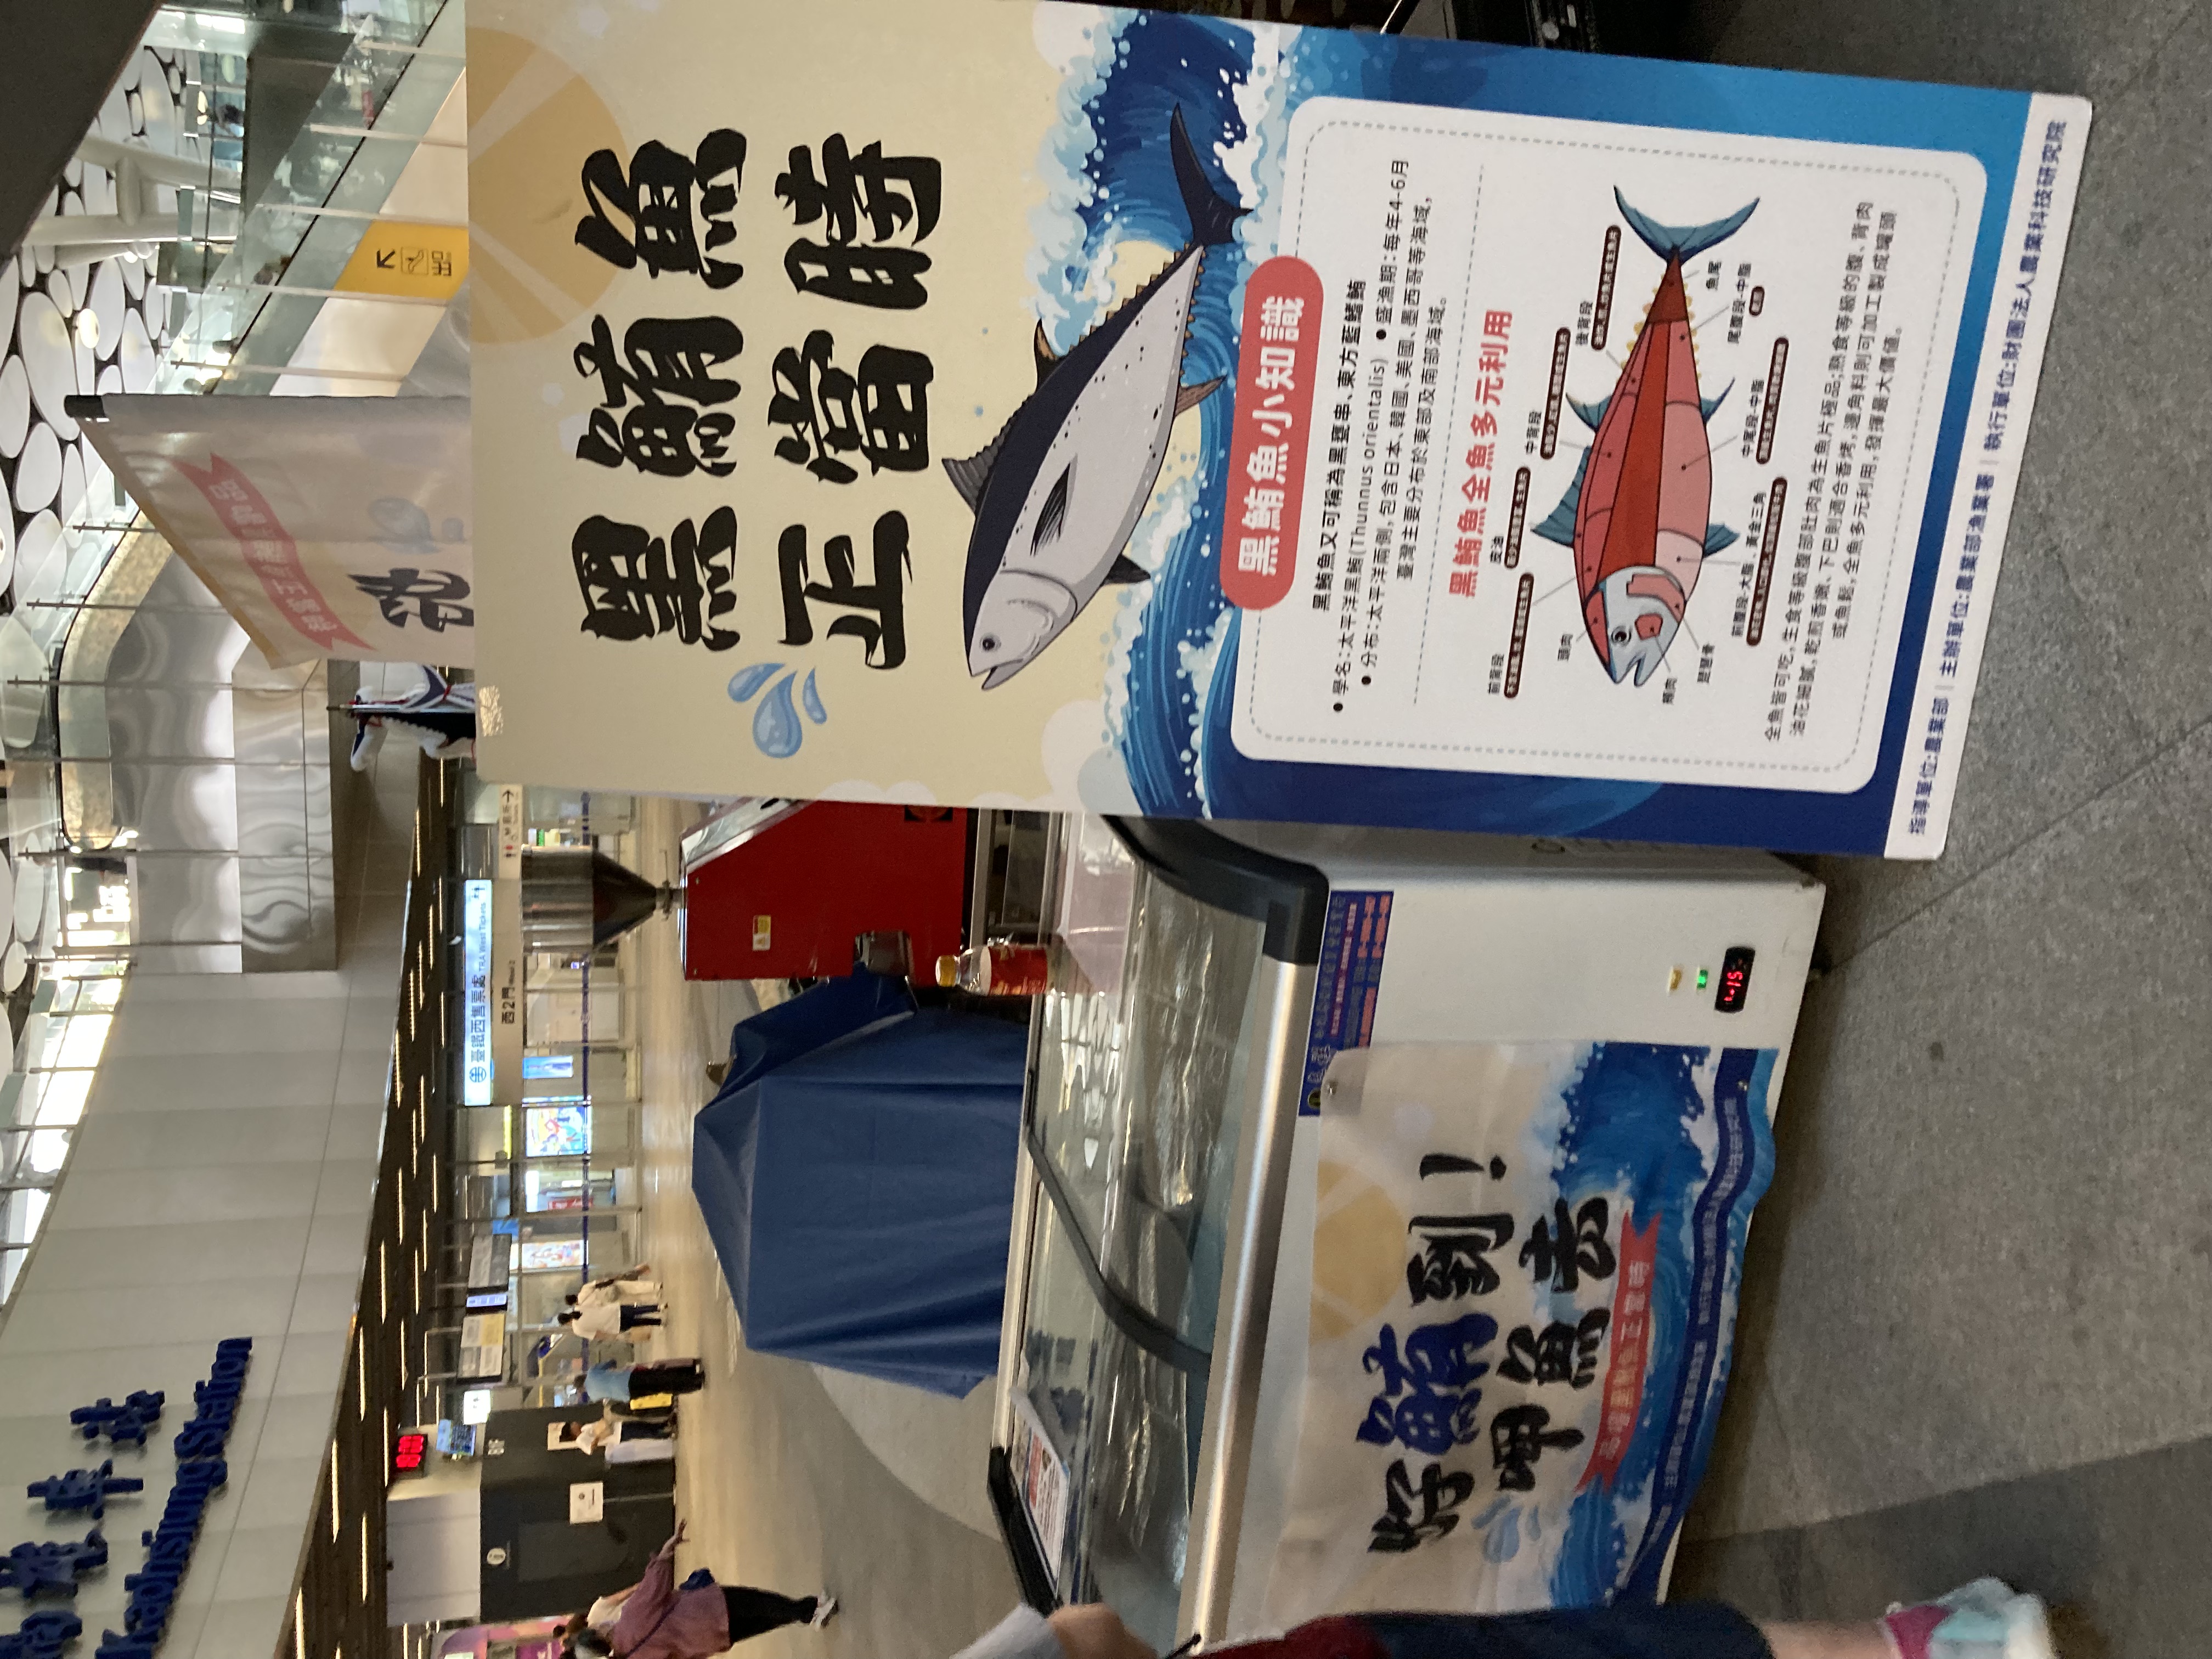 高雄車站
Kaohsiung Station
臺鐵西售票處 TRA West Tickets
西2門 West 2
B1F
出口
黑鮪魚
正當時
黑鮪魚小知識
黑鮪魚又可稱為黑甕串、東方藍鰭鮪
● 學名:太平洋黑鮪(Thunnus orientalis) ● 盛漁期:每年4-6月
● 分布:太平洋兩側,包含日本、韓國、美國、墨西哥等海域,
臺灣主要分布於東部及南部海域。
黑鮪魚全魚多元利用
前背段
皮油
中背段
後背段
頭肉
頰肉
琵琶骨
前腹段-大脂、黃金三角
中尾段-中脂
尾腹段-中脂
魚尾
全魚皆可吃,生食等級腹部肚肉為生魚片極品;熟食等級的腹、背肉
油花細膩,乾煎香嫩、下巴則適合香烤,邊角料則可加工製成罐頭
或魚鬆,全魚多元利用,發揮最大價值。
指導單位:農業部｜主辦單位:農業部漁業署｜執行單位:財團法人農業科技研究院
好鮪到!
呷魚去
品嚐黑鮪魚正當時
-15